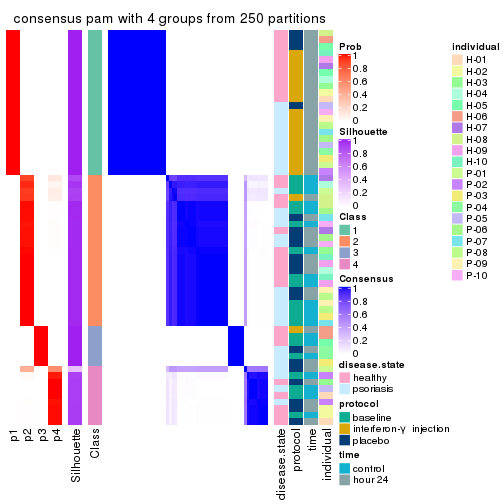 consensus pam with 4 groups from 250 partitions
p1
p2
p3
p4
Silhouette
Class
disease.state
protocol
time
individual
Prob
1
0.8
0.6
0.4
0.2
0
Silhouette
1
0.8
0.6
0.4
0.2
0
Class
1
2
3
4
Consensus
1
0.8
0.6
0.4
0.2
0
disease.state
healthy
psoriasis
protocol
baseline
interferon-γ injection
placebo
time
control
hour 24
individual
H-01
H-02
H-03
H-04
H-05
H-06
H-07
H-08
H-09
H-10
P-01
P-02
P-03
P-04
P-05
P-06
P-07
P-08
P-09
P-10